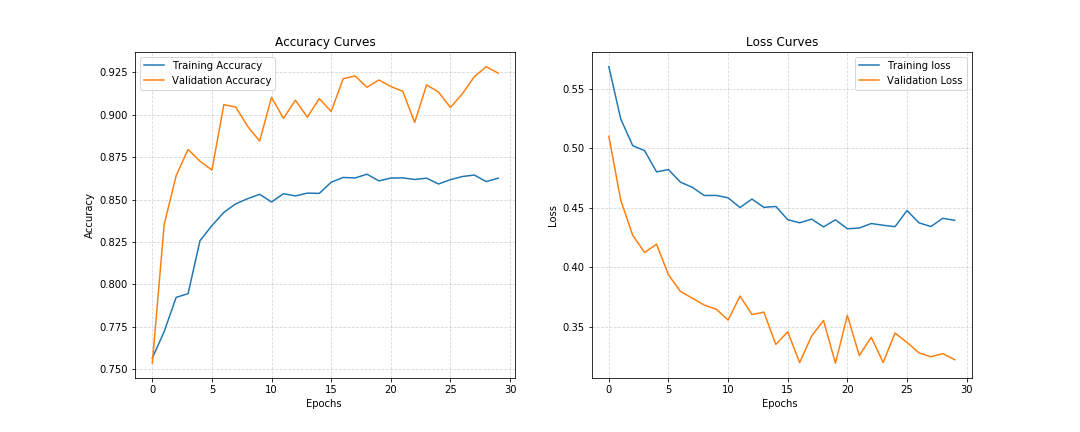 Accuracy Curves
Training Accuracy
Validation Accuracy
0.925
0.900
0.875
0.850
0.825
0.800
0.775
0.750
Accuracy
0 5 10 15 20 25 30
Epochs
Loss Curves
Training loss
Validation Loss
0.55
0.50
0.45
0.40
0.35
Loss
0 5 10 15 20 25 30
Epochs